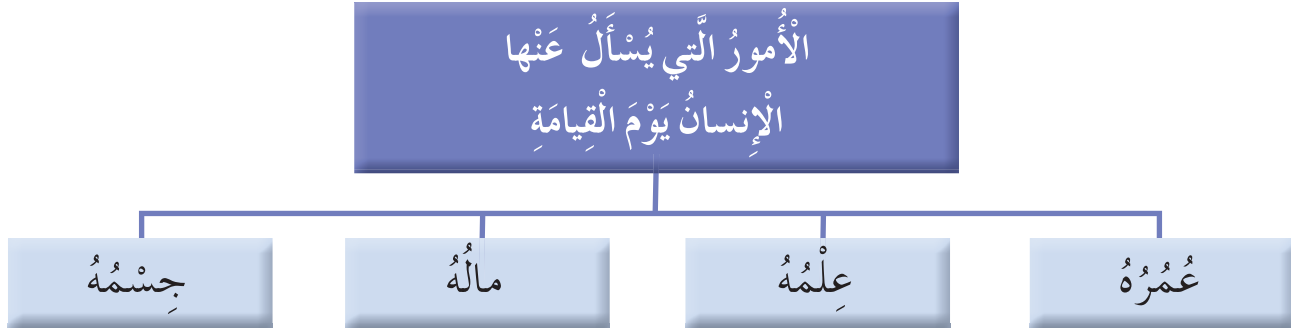 الْأُمورُ الَّتي يُسْأَلُ عَنْها
الْإِنسانُ يَوْمَ الْقِيامَةِ
عُمُرُهُ
عِلْمُهُ
مالُهُ
جِسْمُهُ